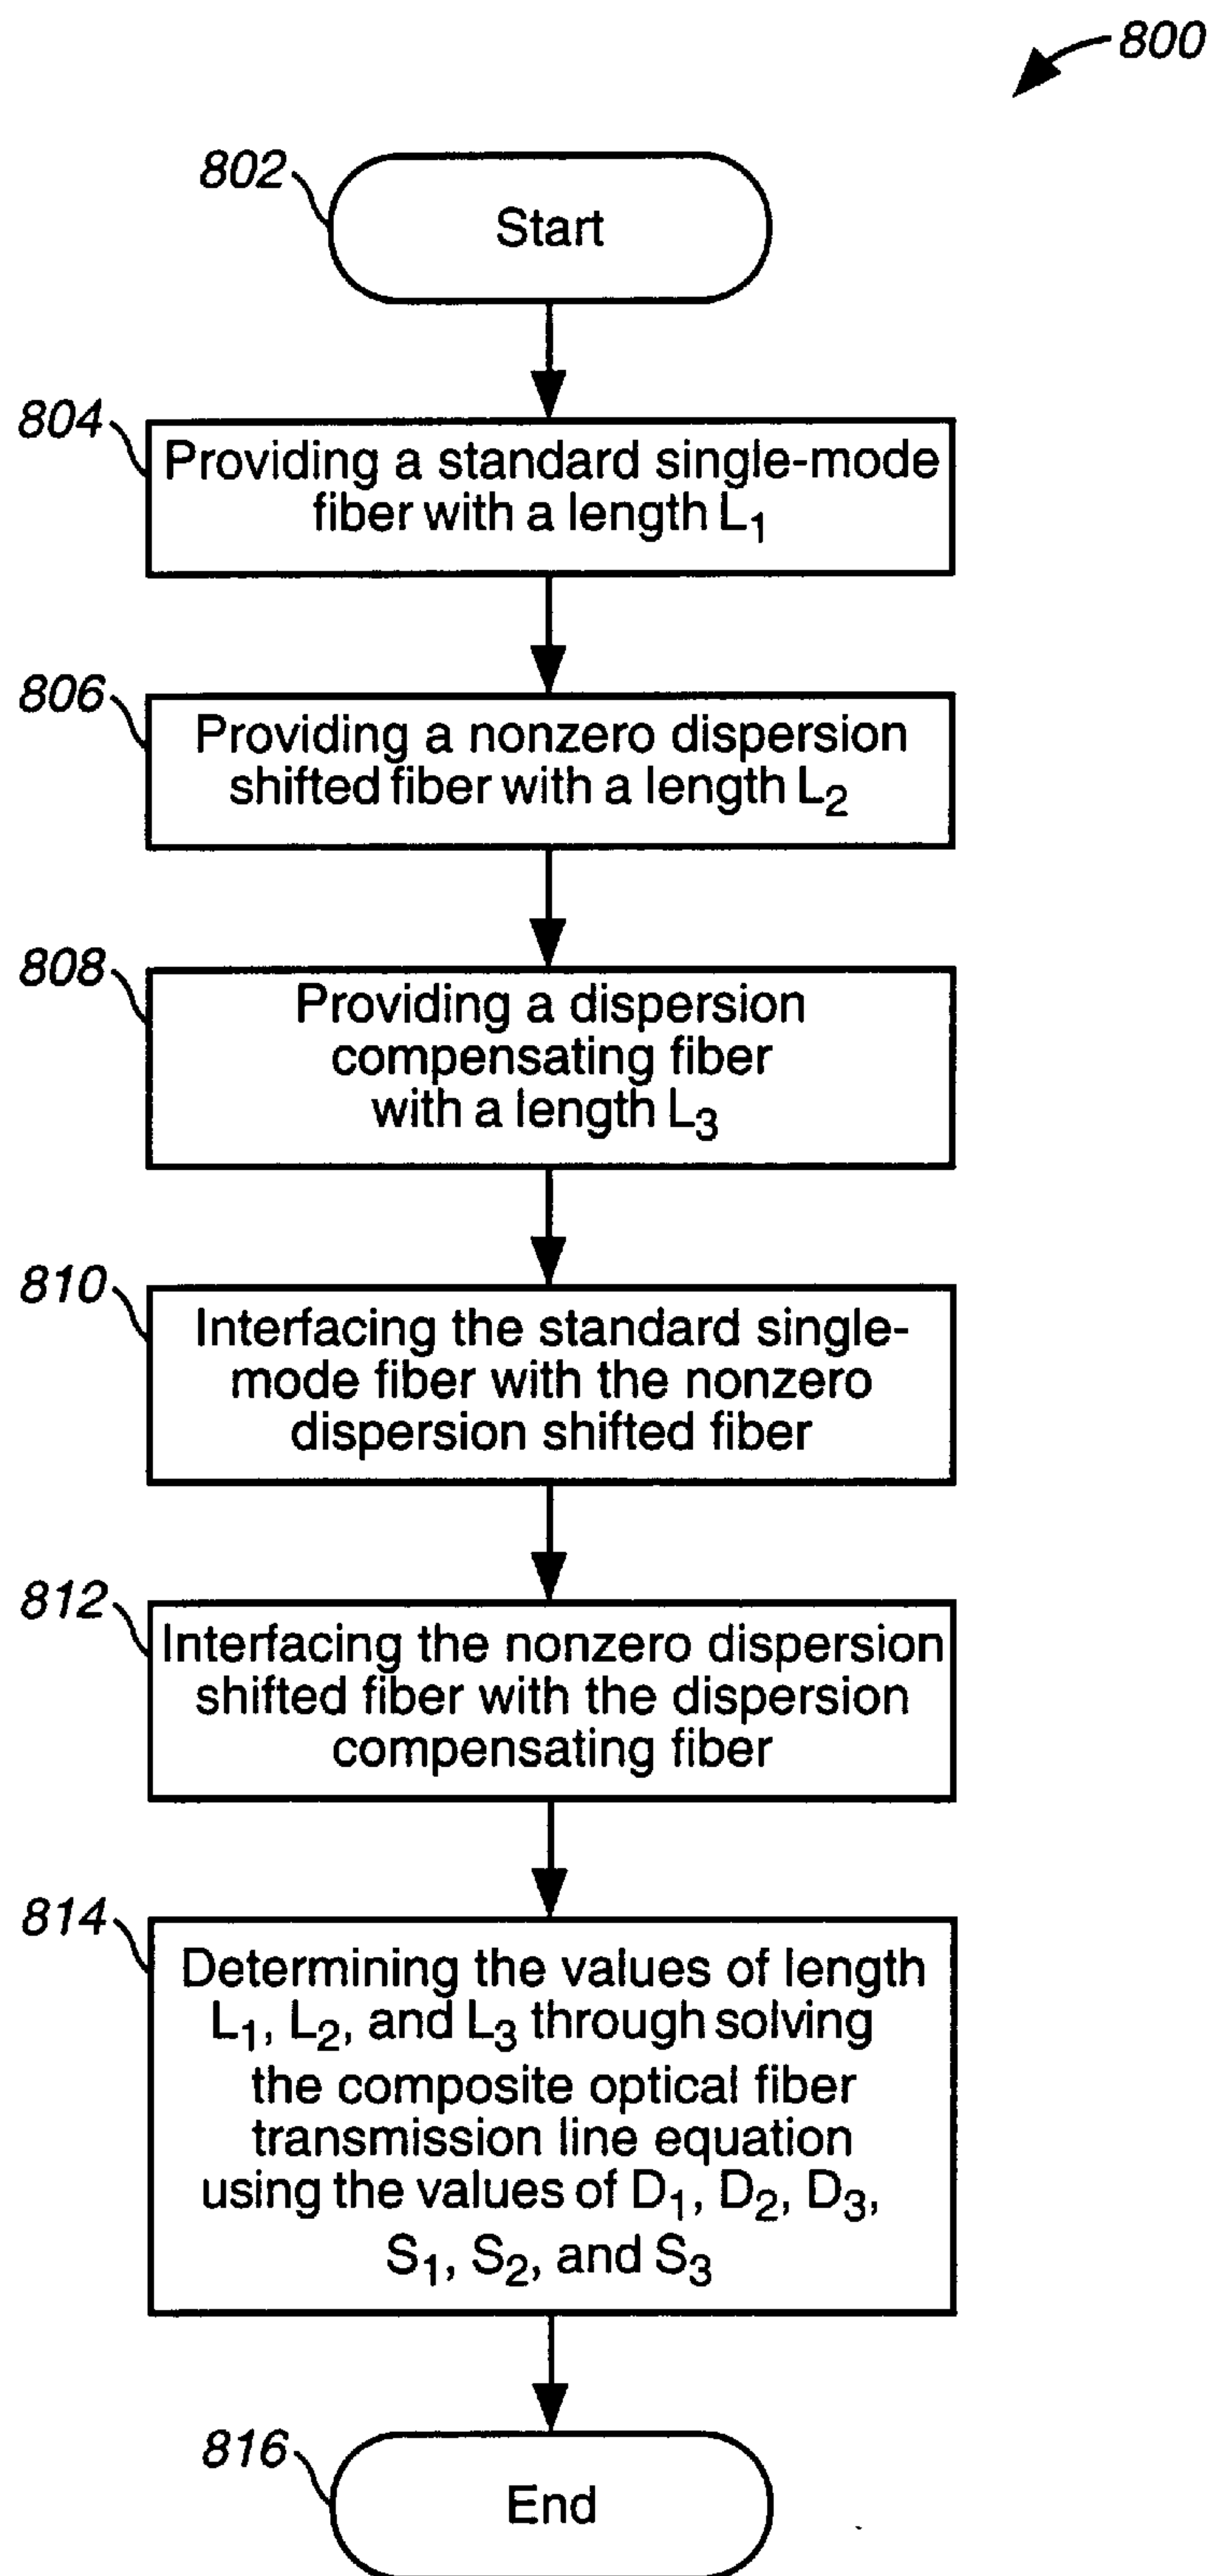 800
802
Start
804
Providing a standard single-mode
fiber with a length L₁
806
Providing a nonzero dispersion
shifted fiber with a length L₂
808
Providing a dispersion
compensating fiber
with a length L₃
810
Interfacing the standard single-
mode fiber with the nonzero
dispersion shifted fiber
812
Interfacing the nonzero dispersion
shifted fiber with the dispersion
compensating fiber
814
Determining the values of length
L₁, L₂, and L₃ through solving
the composite optical fiber
transmission line equation
using the values of D₁, D₂, D₃,
S₁, S₂, and S₃
816
End